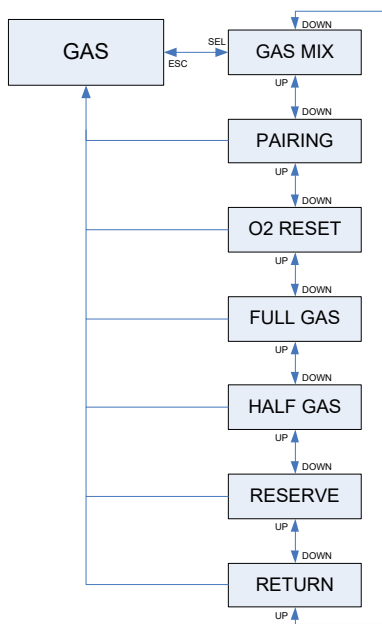 DOWN
GAS
SEL
ESC
GAS MIX
UP
DOWN
PAIRING
UP
DOWN
O2 RESET
UP
DOWN
FULL GAS
UP
DOWN
HALF GAS
UP
DOWN
RESERVE
UP
DOWN
RETURN
UP